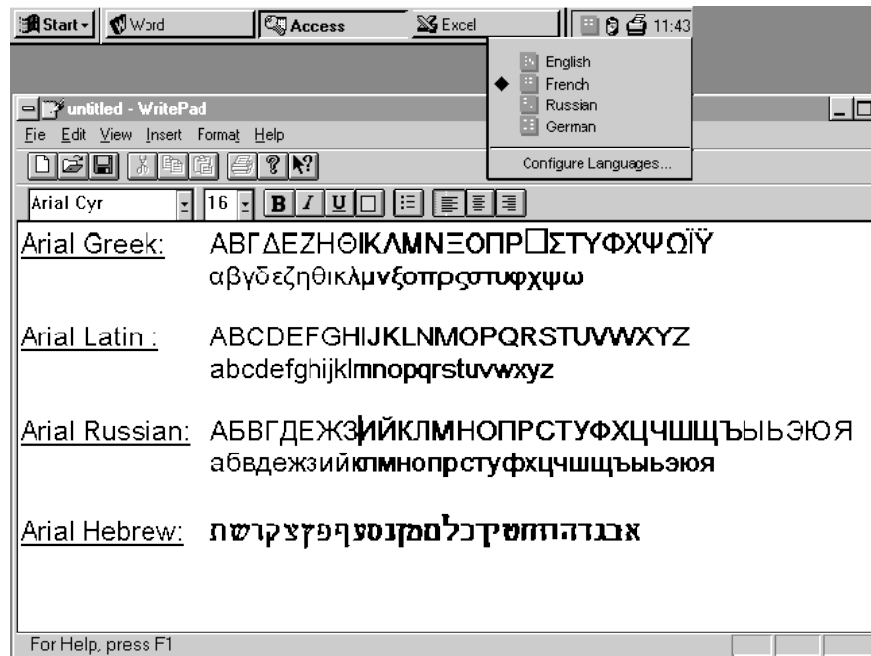 Start
Word
Access
Excel
11:43
English
French
Russian
German
Configure Languages...
untitled - WritePad
Fie Edit View Insert Format Help
Arial Cyr 16 B I U
Arial Greek: ΑΒΓΔΕΖΗΘΙΚΛΜΝΞΟΠΡ□ΣΤΥΦΧΨΩΪΫ
αβγδεζηθικλμνξοπρςστυφχψω
Arial Latin : ABCDEFGHIJKLNMOPQRSTUVWXYZ
abcdefghijklmnopqrstuvwxyz
Arial Russian: АБВГДЕЖЗИЙКЛМНОПРСТУФХЦЧШЩЪЫЬЭЮЯ
абвдежзийклмнопрстуфхцчшщъыьэюя
Arial Hebrew: אבגדהוזחטיךכלםמןנסעףפץצקרשת
For Help, press F1